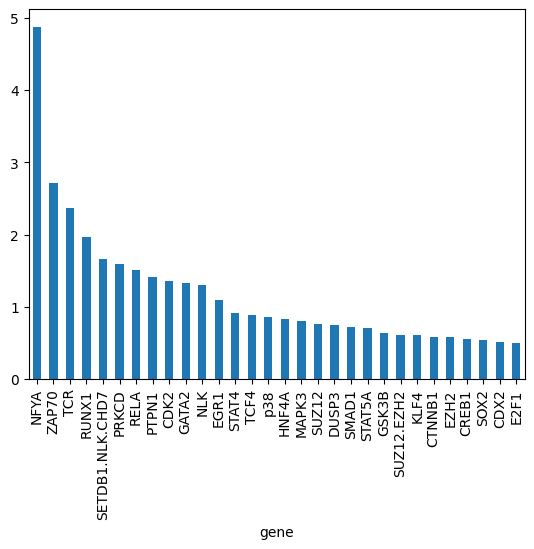 5
4
3
2
1
0
NFYA
ZAP70
TCR
RUNX1
SETDB1.NLK.CHD7
PRKCD
RELA
PTPN1
CDK2
GATA2
NLK
EGR1
STAT4
TCF4
p38
HNF4A
MAPK3
SUZ12
DUSP3
SMAD1
STAT5A
GSK3B
SUZ12.EZH2
KLF4
CTNNB1
EZH2
CREB1
SOX2
CDX2
E2F1
gene